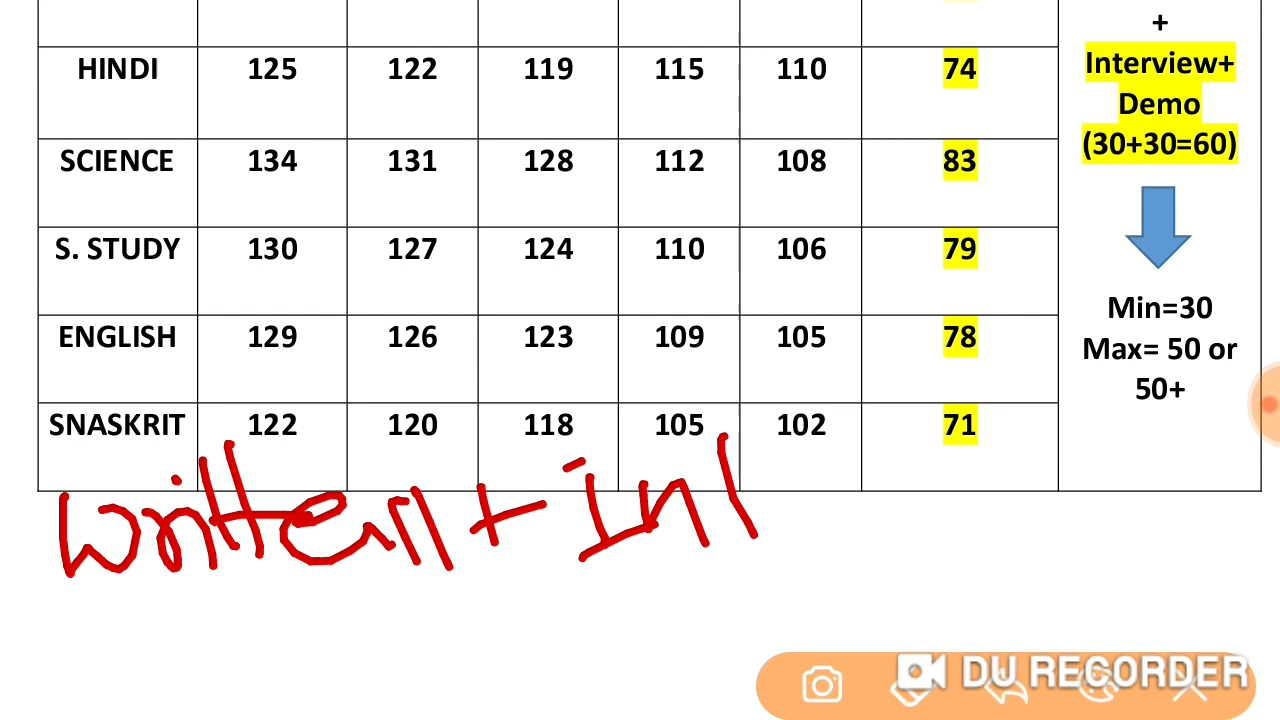 +
Interview+
Demo
(30+30=60)
HINDI 125 122 119 115 110 74
SCIENCE 134 131 128 112 108 83
S. STUDY 130 127 124 110 106 79
ENGLISH 129 126 123 109 105 78
SNASKRIT 122 120 118 105 102 71
Min=30
Max= 50 or
50+
written + Int
DU RECORDER